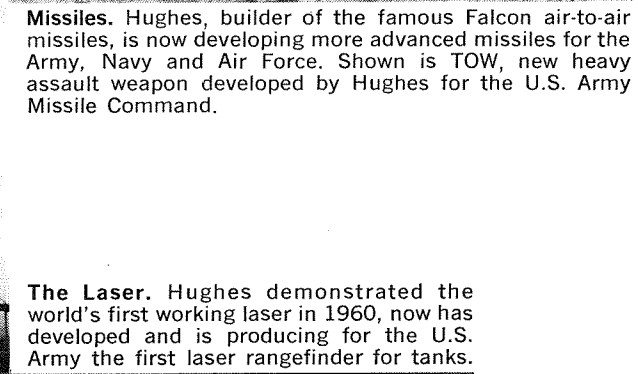 Missiles. Hughes, builder of the famous Falcon air-to-air
missiles, is now developing more advanced missiles for the
Army, Navy and Air Force. Shown is TOW, new heavy
assault weapon developed by Hughes for the U.S. Army
Missile Command.
The Laser. Hughes demonstrated the
world's first working laser in 1960, now has
developed and is producing for the U.S.
Army the first laser rangefinder for tanks.